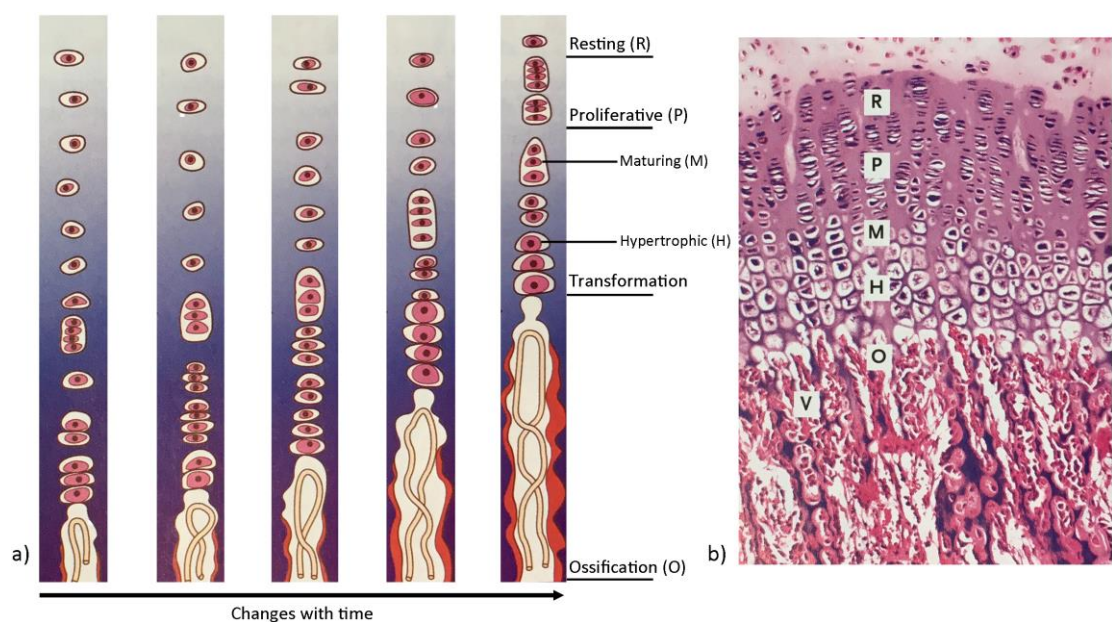 Resting (R)
Proliferative (P)
Maturing (M)
Hypertrophic (H)
Transformation
Ossification (O)
a)
Changes with time
R
P
M
H
O
V
b)